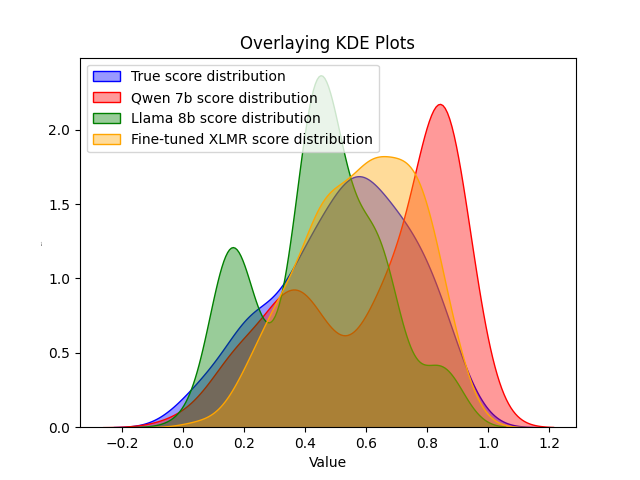 Overlaying KDE Plots
True score distribution
Qwen 7b score distribution
Llama 8b score distribution
Fine-tuned XLMR score distribution
2.0
1.5
1.0
0.5
0.0
−0.2 0.0 0.2 0.4 0.6 0.8 1.0 1.2
Value